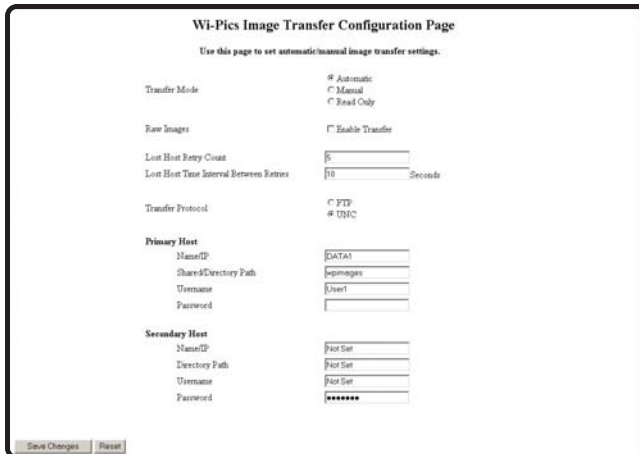 Wi-Pics Image Transfer Configuration Page
Use this page to set automatic/manual image transfer settings.
Transfer Mode
Automatic
Manual
Read Only
Raw Images
Enable Transfer
Lost Host Retry Count
5
Lost Host Time Interval Between Retries
10
Seconds
Transfer Protocol
FTP
UNC
Primary Host
Name/IP
DATA1
Shared/Directory Path
wpimages
Username
User1
Password
Secondary Host
Name/IP
Not Set
Directory Path
Not Set
Username
Not Set
Password
•••••••
Save Changes
Reset